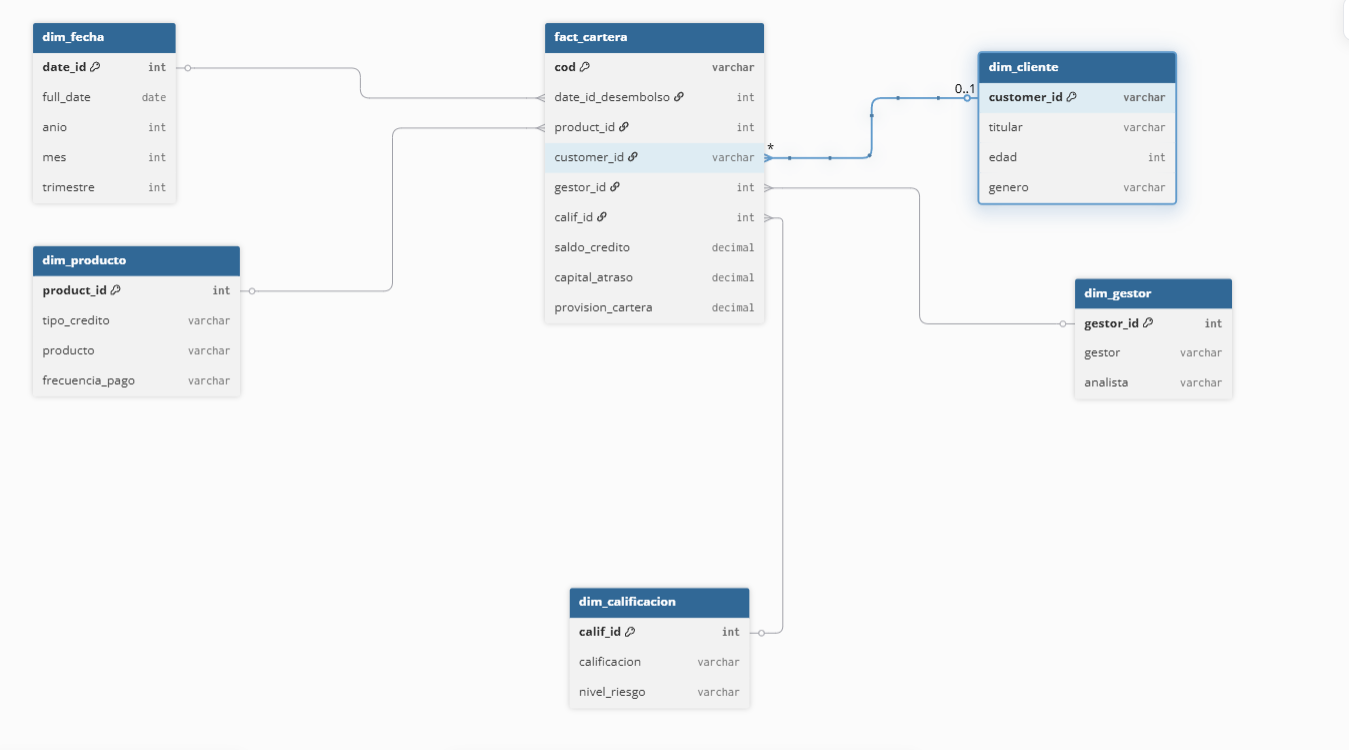 dim_fecha
date_id int
full_date date
anio int
mes int
trimestre int
fact_cartera
cod varchar
date_id_desembolso int
product_id int
customer_id varchar
gestor_id int
calif_id int
saldo_credito decimal
capital_atraso decimal
provision_cartera decimal
*
0..1
dim_cliente
customer_id varchar
titular varchar
edad int
genero varchar
dim_producto
product_id int
tipo_credito varchar
producto varchar
frecuencia_pago varchar
dim_gestor
gestor_id int
gestor varchar
analista varchar
dim_calificacion
calif_id int
calificacion varchar
nivel_riesgo varchar